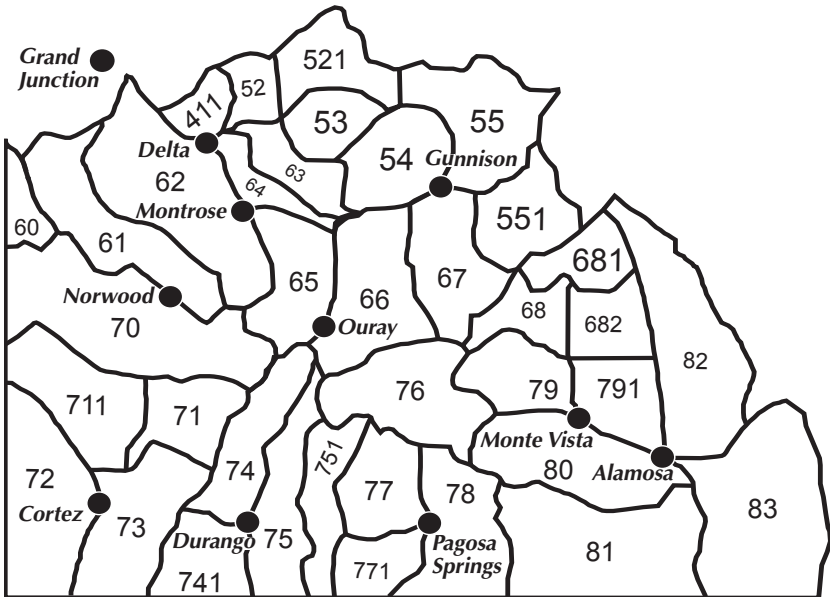 Grand
Junction
521
52
411
53
55
Delta
54
Gunnison
63
62
64
Montrose
551
60
61
681
65
67
66
Norwood
68
682
70
Ouray
82
76
79
791
711
71
Monte Vista
751
80
Alamosa
72
74
77
78
Cortez
83
73
Durango
75
Pagosa
Springs
81
741
771